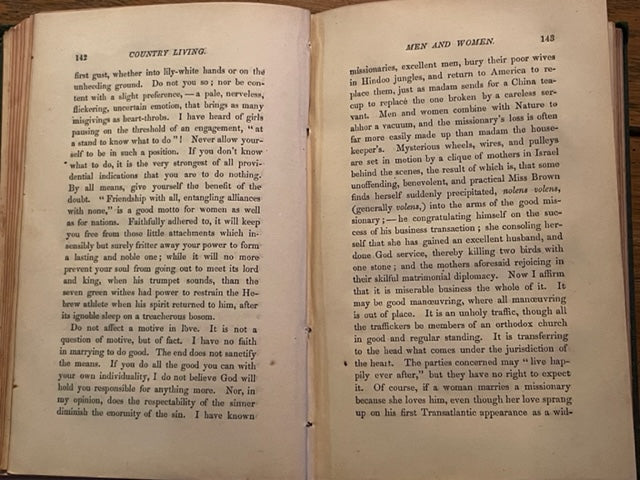 142
COUNTRY LIVING.
first gust, whether into lily-white hands or on the
unheeding ground. Do not you so; nor be con-
tent with a slight preference, — a pale, nerveless,
flickering, uncertain emotion, that brings as many
misgivings as heart-throbs. I have heard of girls
pausing on the threshold of an engagement, "at
a stand to know what to do"! Never allow your-
self to be in such a position. If you don't know
what to do, it is the very strongest of all provi-
dential indications that you are to do nothing.
By all means, give yourself the benefit of the
doubt. "Friendship with all, entangling alliances
with none," is a good motto for women as well
as for nations. Faithfully adhered to, it will keep
you free from those little attachments which in-
sensibly but surely fritter away your power to form
a lasting and noble one; while it will no more
prevent your soul from going out to meet its lord
and king, when his trumpet sounds, than the
seven green withes had power to restrain the He-
brew athlete when his spirit returned to him, after
its ignoble sleep on a treacherous bosom.
Do not affect a motive in love. It is not a
question of motive, but of fact. I have no faith
in marrying to do good. The end does not sanctify
the means. If you do all the good you can with
your own individuality, I do not believe God will
hold you responsible for anything more. Nor, in
my opinion, does the respectability of the sinner
diminish the enormity of the sin. I have known
MEN AND WOMEN.
143
missionaries, excellent men, bury their poor wives
in Hindoo jungles, and return to America to re-
place them, just as madam sends for a China tea-
cup to replace the one broken by a careless ser-
vant. Men and women combine with Nature to
abhor a vacuum, and the missionary's loss is often
far more easily made up than madam the house-
keeper's. Mysterious wheels, wires, and pulleys
are set in motion by a clique of mothers in Israel
behind the scenes, the result of which is, that some
unoffending, benevolent, and practical Miss Brown
finds herself suddenly precipitated, nolens volens,
(generally volens,) into the arms of the good mis-
sionary; — he congratulating himself on the suc-
cess of his business transaction; she consoling her-
self that she has gained an excellent husband, and
done God service, thereby killing two birds with
one stone; and the mothers aforesaid rejoicing in
their skilful matrimonial diplomacy. Now I affirm
that it is miserable business the whole of it. It
may be good manœuvring, where all manœuvring
is out of place. It is an unholy traffic, though all
the traffickers be members of an orthodox church
in good and regular standing. It is transferring
to the head what comes under the jurisdiction of
the heart. The parties concerned may "live hap-
pily ever after," but they have no right to expect
it. Of course, if a woman marries a missionary
because she loves him, even though her love sprang
up on his first Transatlantic appearance as a wid-